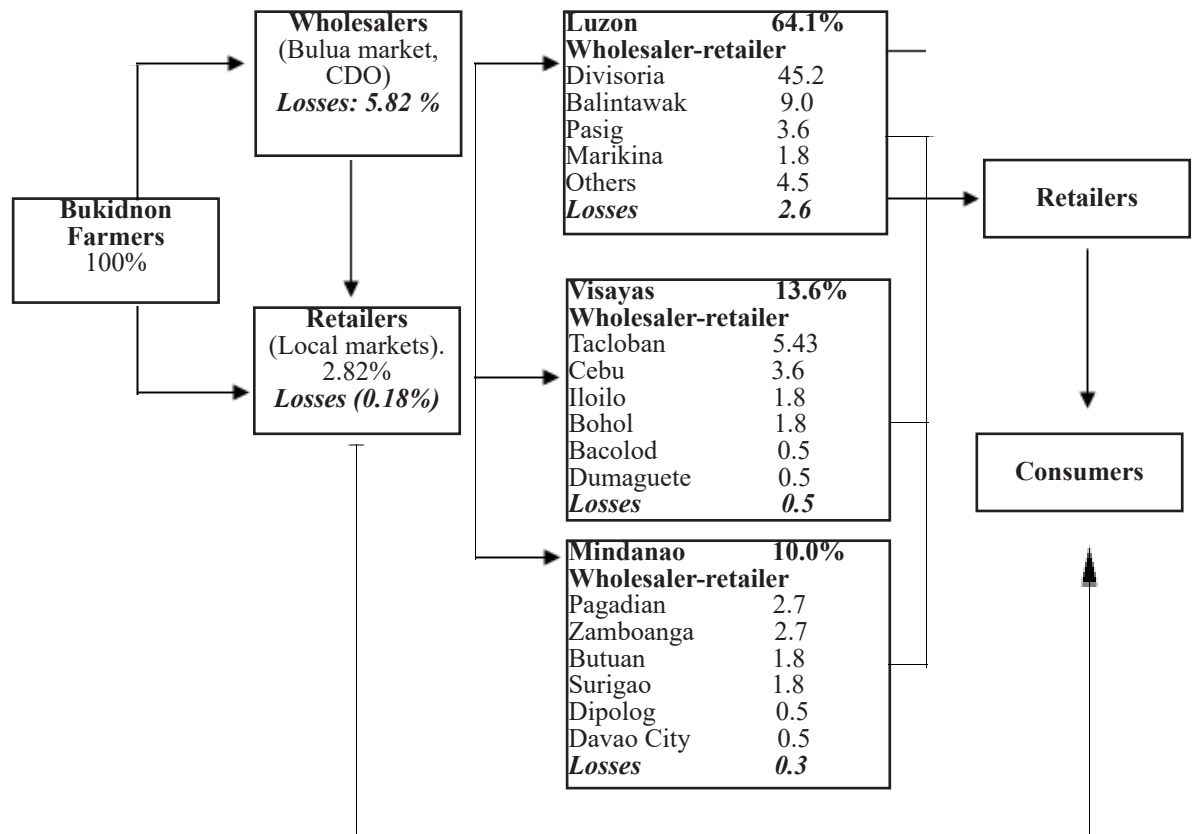 Bukidnon
Farmers
100%
Wholesalers
(Bulua market,
CDO)
Losses: 5.82 %
Retailers
(Local markets).
2.82%
Losses (0.18%)
Luzon 64.1%
Wholesaler-retailer
Divisoria 45.2
Balintawak 9.0
Pasig 3.6
Marikina 1.8
Others 4.5
Losses 2.6
Visayas 13.6%
Wholesaler-retailer
Tacloban 5.43
Cebu 3.6
Iloilo 1.8
Bohol 1.8
Bacolod 0.5
Dumaguete 0.5
Losses 0.5
Mindanao 10.0%
Wholesaler-retailer
Pagadian 2.7
Zamboanga 2.7
Butuan 1.8
Surigao 1.8
Dipolog 0.5
Davao City 0.5
Losses 0.3
Retailers
Consumers